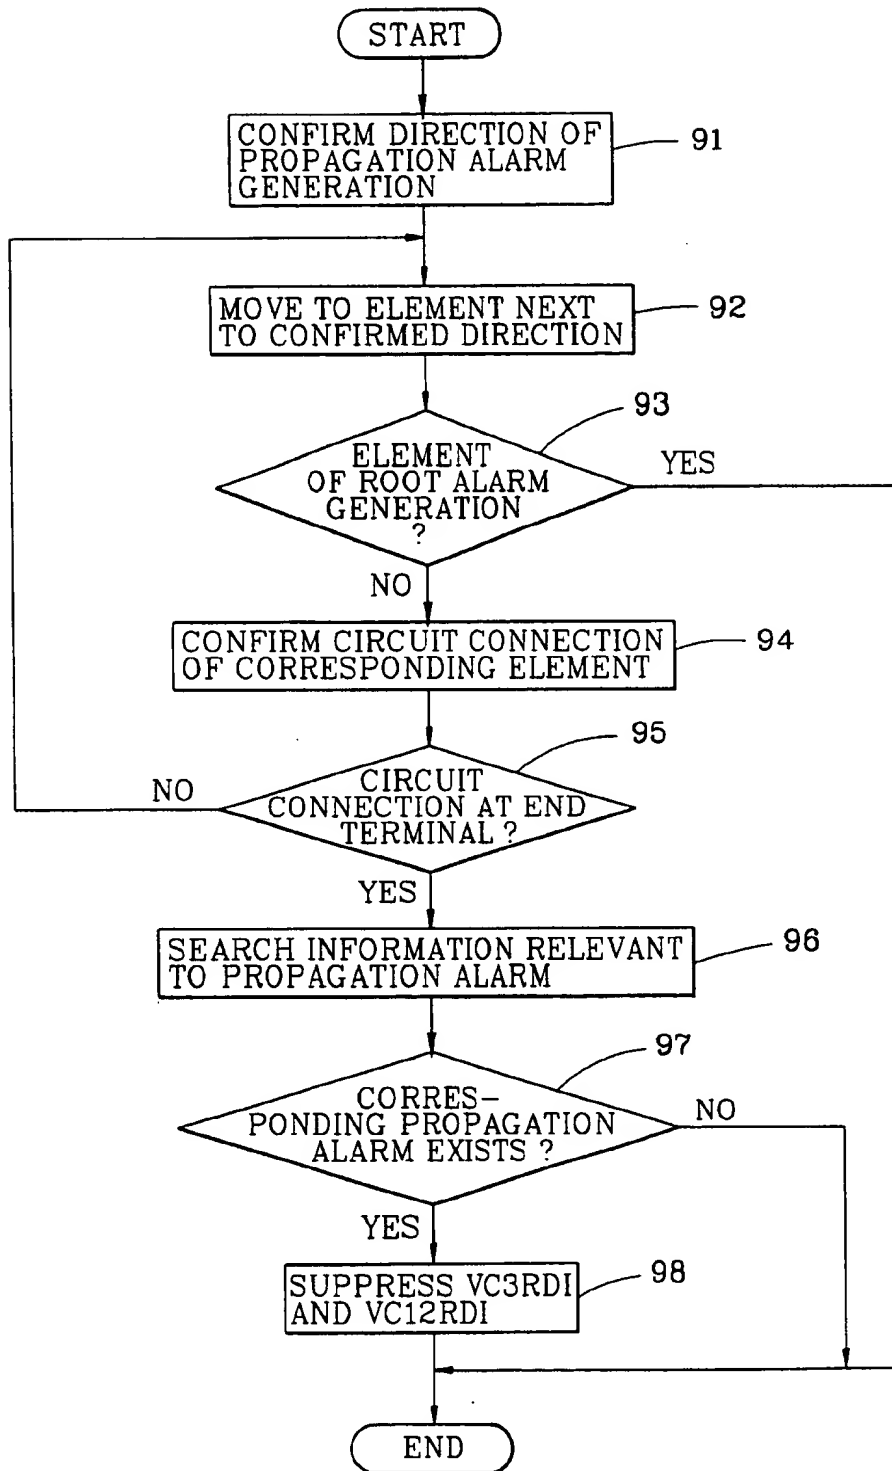 START
CONFIRM DIRECTION OF
PROPAGATION ALARM
GENERATION
91
MOVE TO ELEMENT NEXT
TO CONFIRMED DIRECTION
92
93
ELEMENT
OF ROOT ALARM
GENERATION
?
YES
NO
CONFIRM CIRCUIT CONNECTION
OF CORRESPONDING ELEMENT
94
95
CIRCUIT
CONNECTION AT END
TERMINAL ?
NO
YES
SEARCH INFORMATION RELEVANT
TO PROPAGATION ALARM
96
97
CORRES-
PONDING PROPAGATION
ALARM EXISTS ?
NO
YES
SUPPRESS VC3RDI
AND VC12RDI
98
END